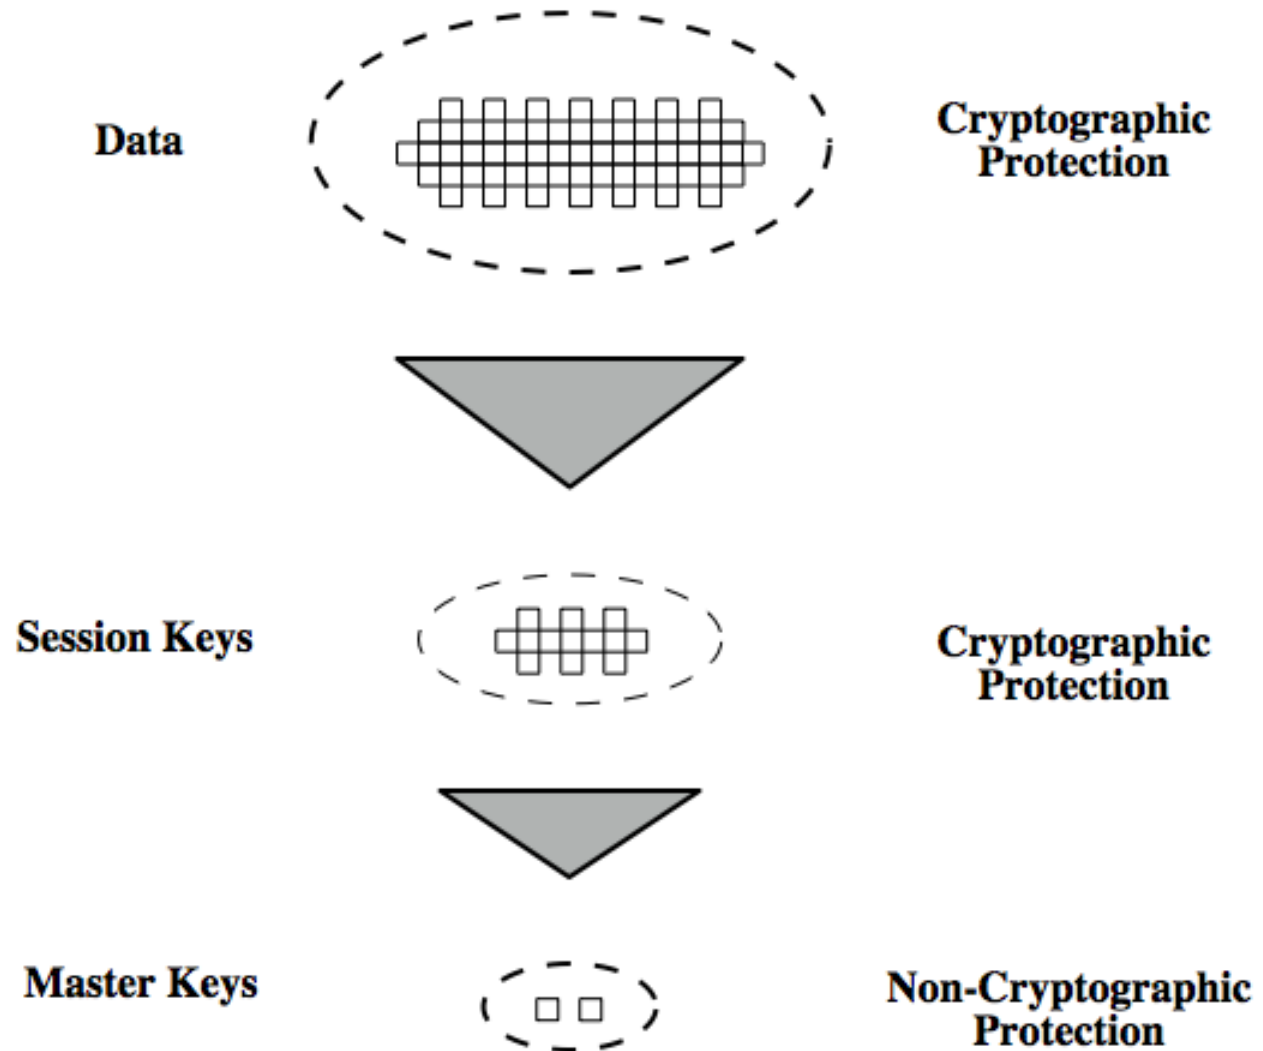 Data
Cryptographic
Protection
Session Keys
Cryptographic
Protection
Master Keys
Non-Cryptographic
Protection